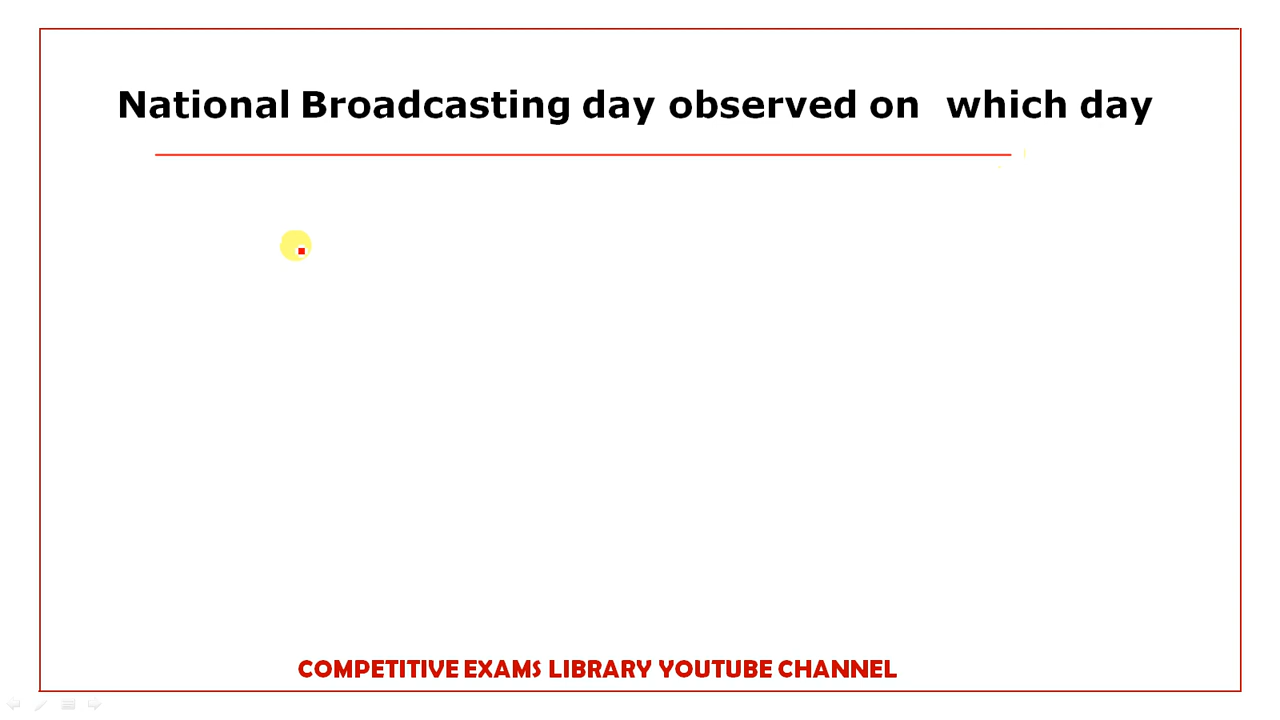 National Broadcasting day observed on which day
COMPETITIVE EXAMS LIBRARY YOUTUBE CHANNEL